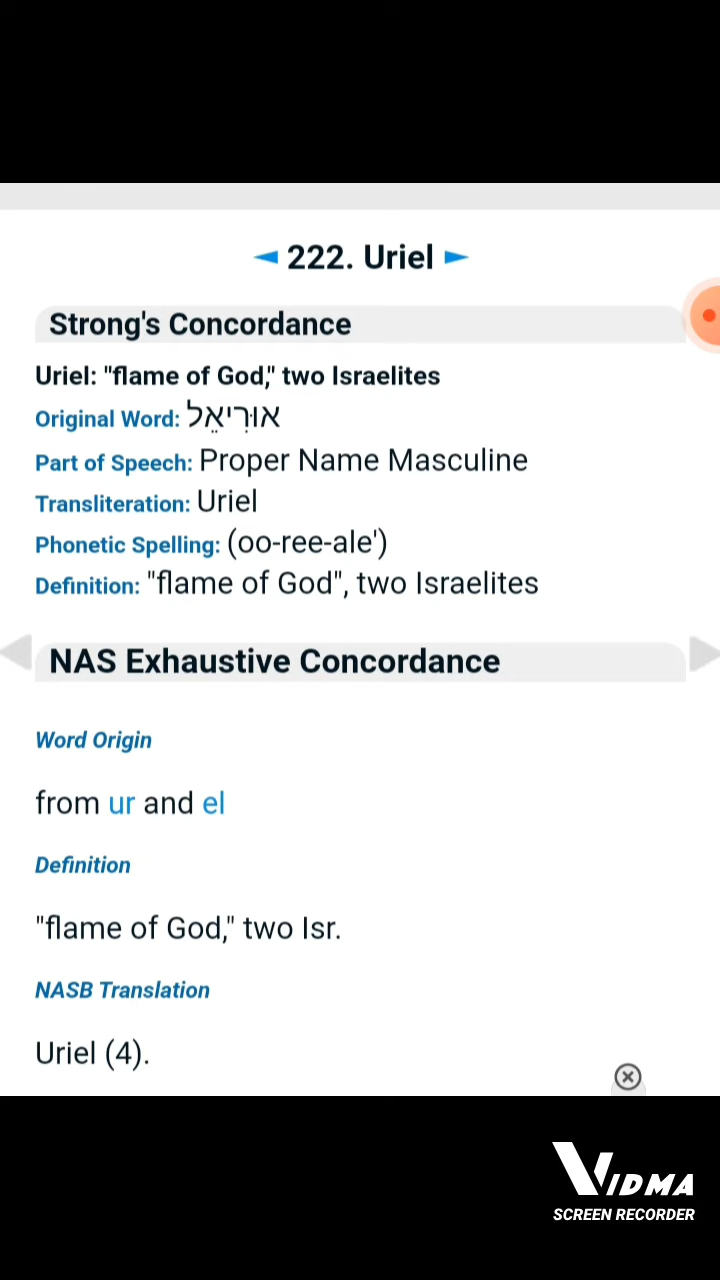 ◄ 222. Uriel ►
Strong's Concordance
Uriel: "flame of God," two Israelites
Original Word: אוּרִיאֵל
Part of Speech: Proper Name Masculine
Transliteration: Uriel
Phonetic Spelling: (oo-ree-ale')
Definition: "flame of God", two Israelites
NAS Exhaustive Concordance
Word Origin
from ur and el
Definition
"flame of God," two Isr.
NASB Translation
Uriel (4).
VIDMA
SCREEN RECORDER